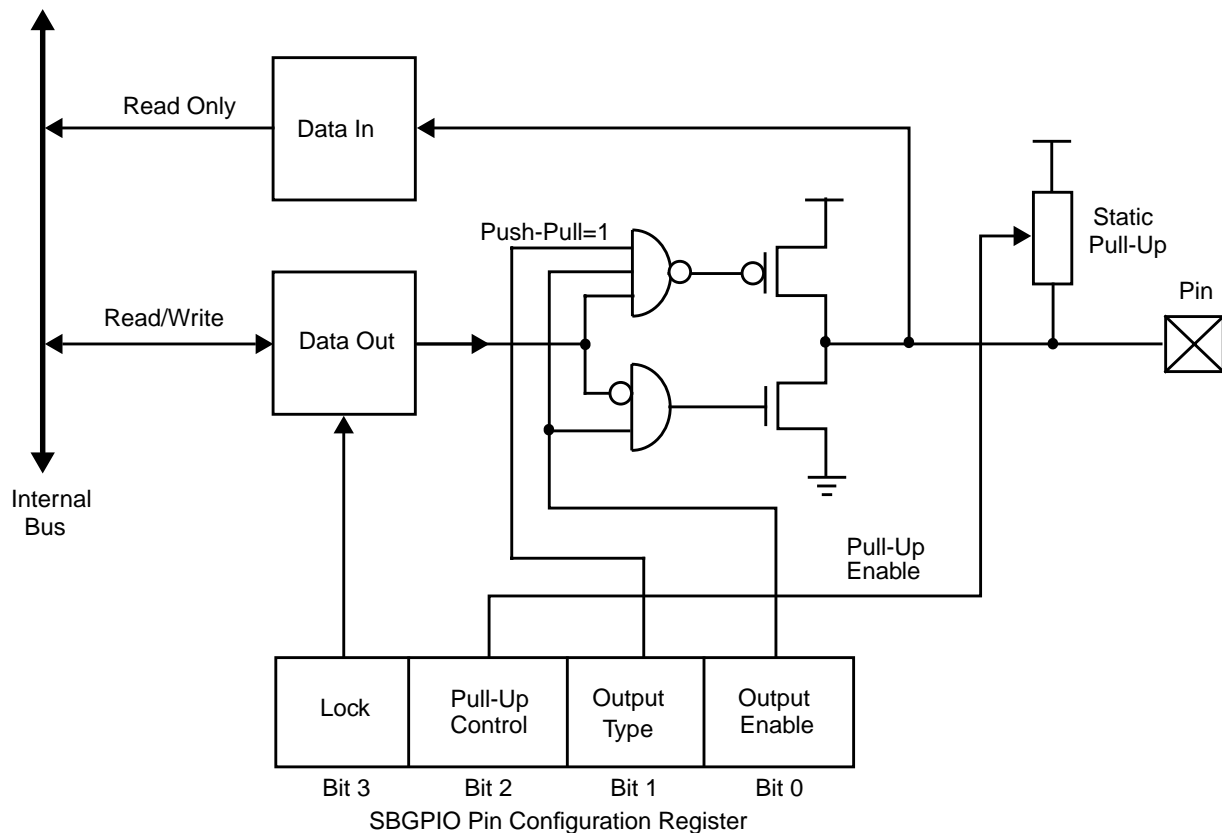 Read Only
Data In
Static
Pull-Up
Push-Pull=1
Pin
Read/Write
Data Out
Internal
Bus
Pull-Up
Enable
Lock
Pull-Up
Control
Output
Type
Output
Enable
Bit 3
Bit 2
Bit 1
Bit 0
SBGPIO Pin Configuration Register